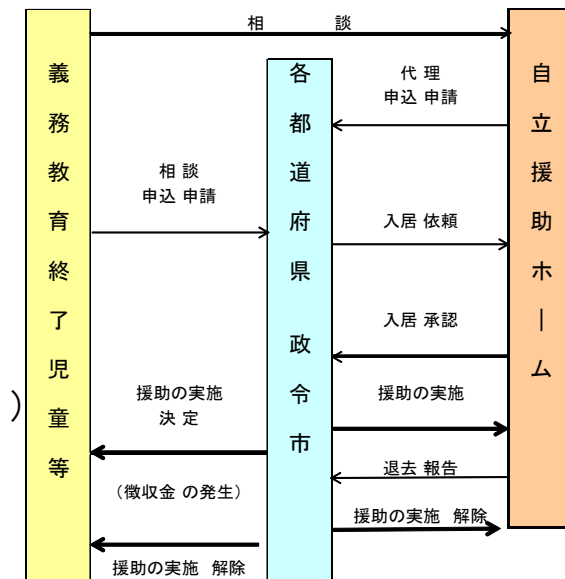 相 談
義務教育終了児童等
各都道府県 政令市
自立援助ホーム
代 理
申込 申請
相 談
申込 申請
入居 依頼
入居 承認
援助の実施
決 定
援助の実施
退去 報告
（徴収金 の発生）
援助の実施 解除
援助の実施 解除
）